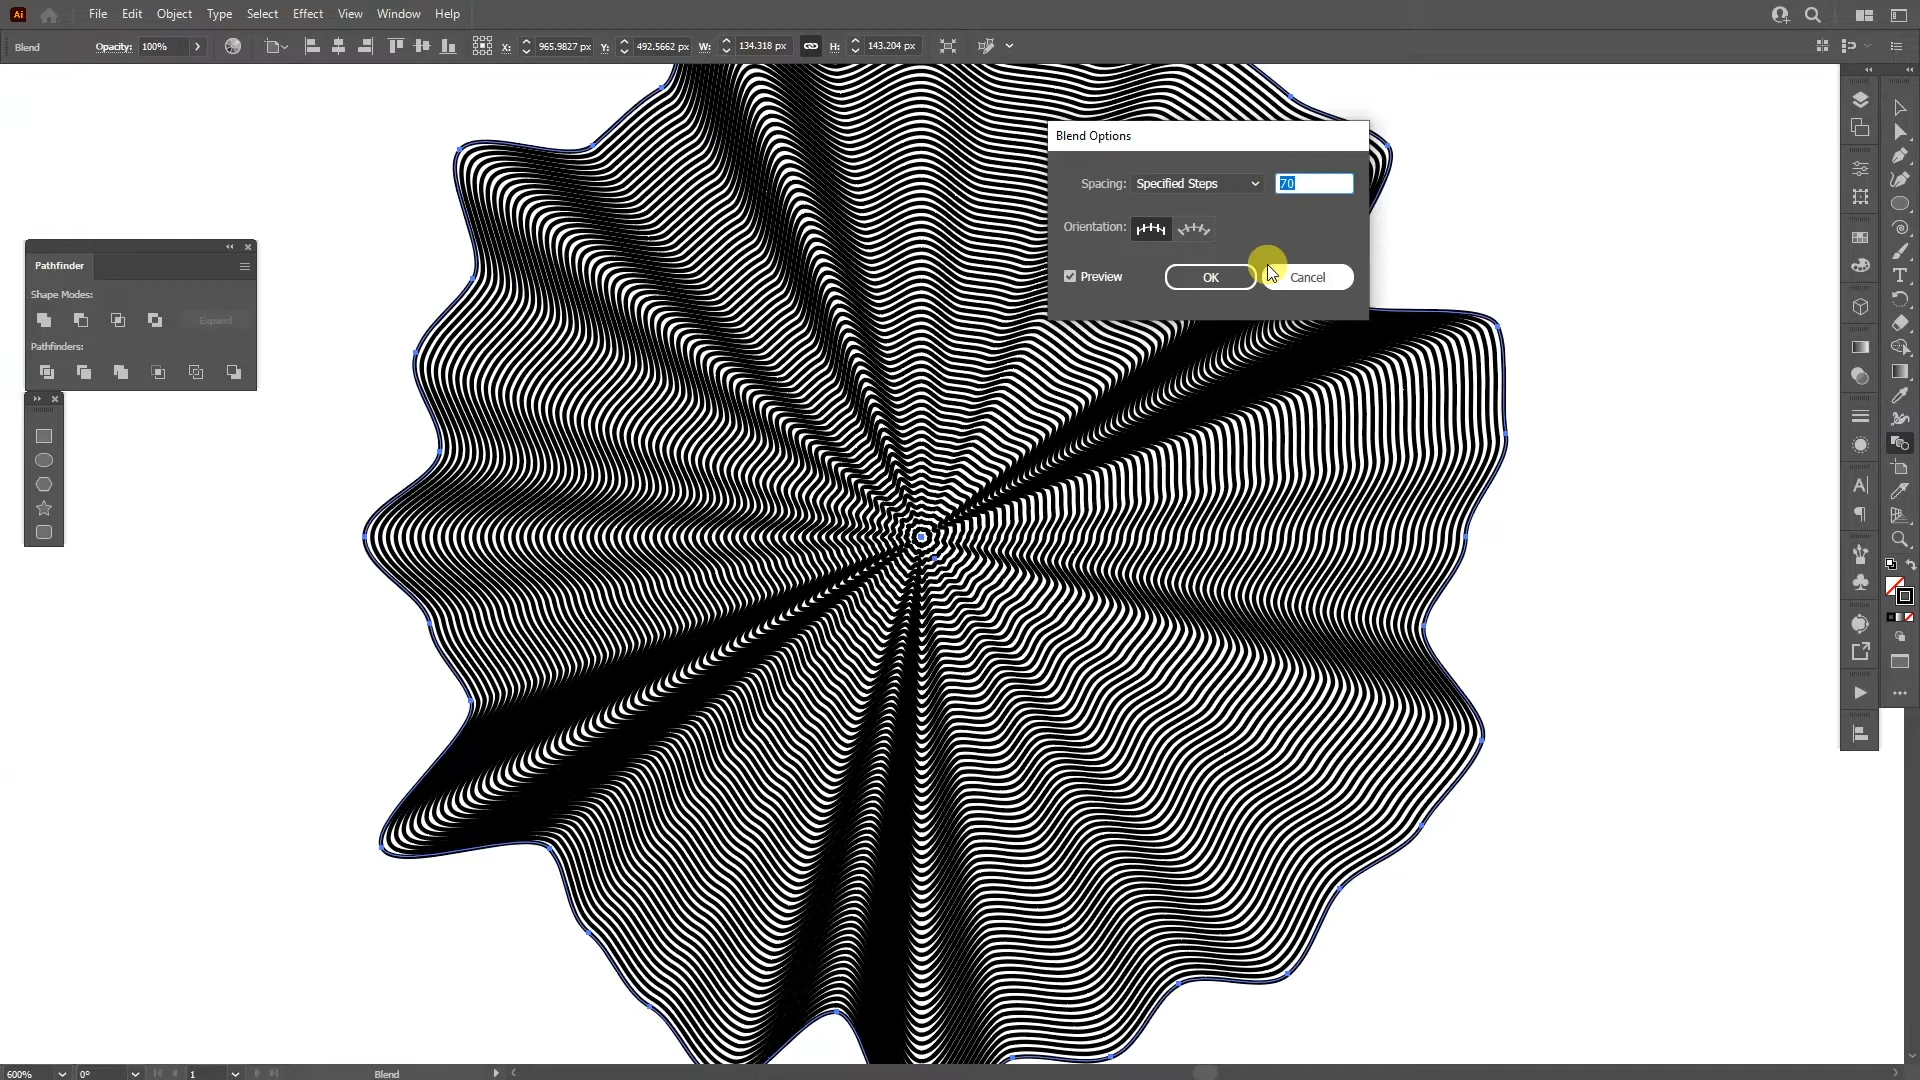 Ai File Edit Object Type Select Effect View Window Help
Blend Opacity: 100% X: 965.9827 px Y: 492.5662 px W: 134.318 px H: 143.204 px
Blend Options
Spacing: Specified Steps 70
Orientation:
Preview OK Cancel
Pathfinder
Shape Modes:
Expand
Pathfinders:
600% 0° 1 Blend